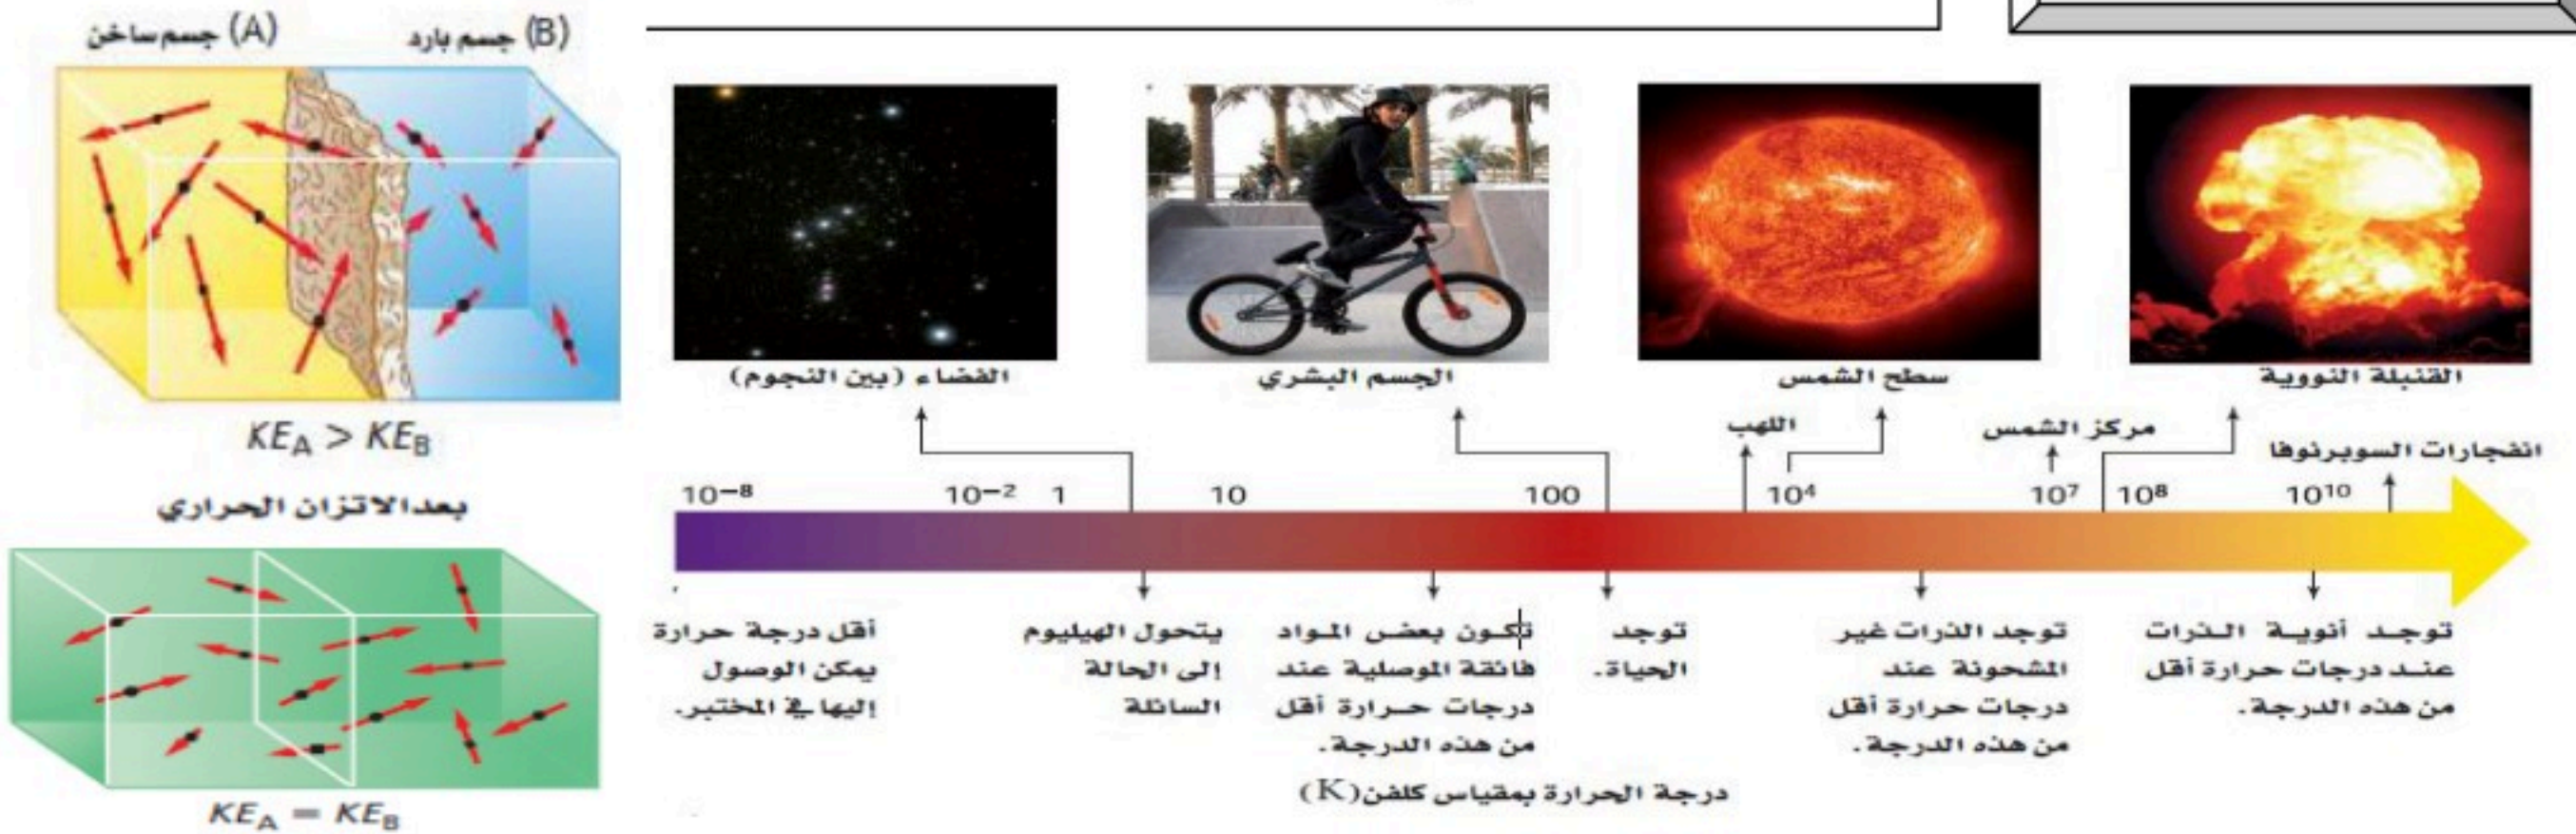 (A) جسم ساخن
(B) جسم بارد
KE_A > KE_B
بعد الاتزان الحراري
KE_A = KE_B
الفضاء (بين النجوم)
الجسم البشري
سطح الشمس
القنبلة النووية
اللهب
مركز الشمس
انفجارات السوبرنوفا
10⁻⁸ 10⁻² 1 10 100 10⁴ 10⁷ 10⁸ 10¹⁰
أقل درجة حرارة
يمكن الوصول
إليها في المختبر.
يتحول الهيليوم
إلى الحالة
السائلة
تكون بعض المواد
فائقة الموصلية عند
درجات حرارة أقل
من هذه الدرجة.
توجد
الحياة.
توجد الذرات غير
المشحونة عند
درجات حرارة أقل
من هذه الدرجة.
توجد أنوية الذرات
عند درجات حرارة أقل
من هذه الدرجة.
درجة الحرارة بمقياس كلفن (K)